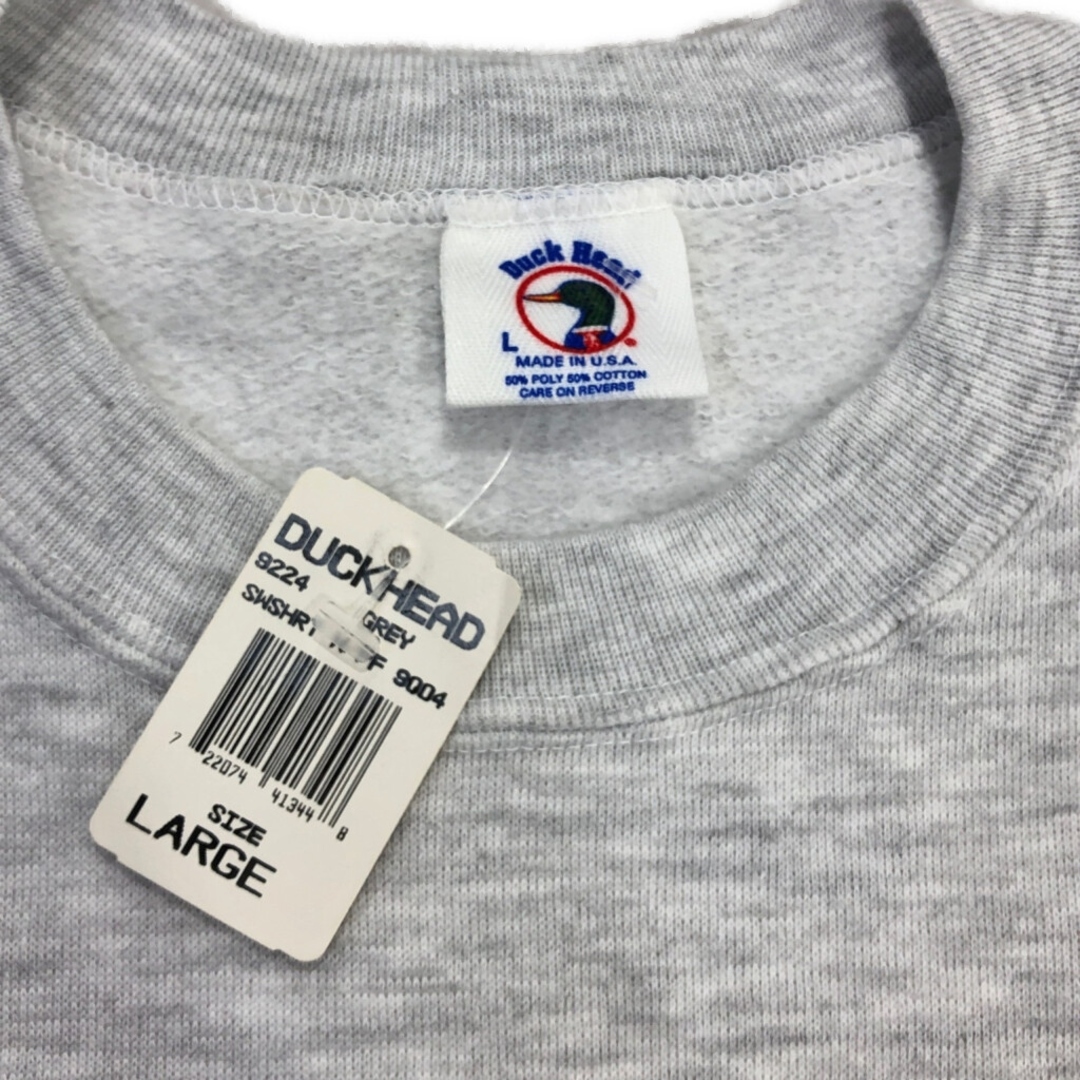 Duck Head
L
MADE IN U.S.A.
50% POLY 50% COTTON
CARE ON REVERSE
DUCKHEAD
9224 GREY
SWSHRT 9004
7 22074 41344 8
SIZE
LARGE